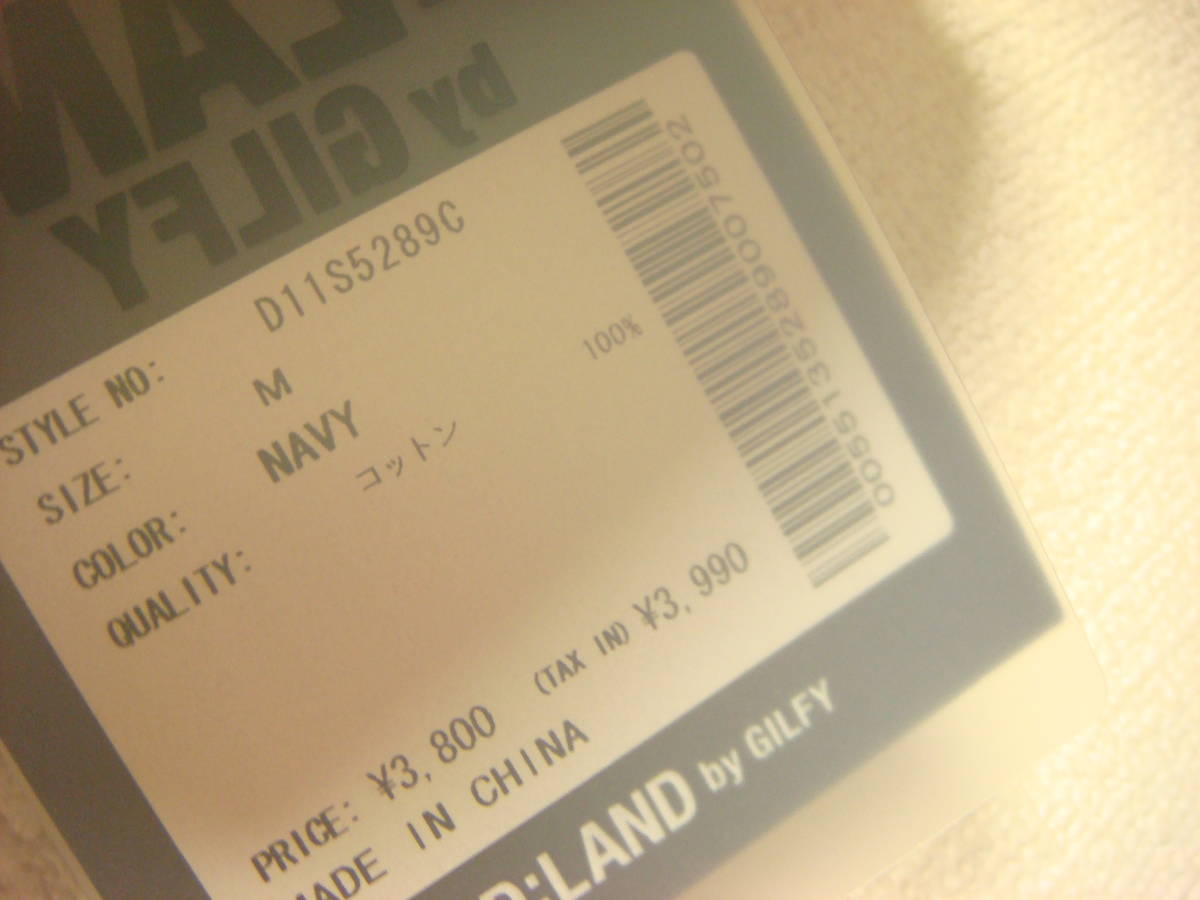 by GILFY
STYLE NO: D11S5289C
SIZE: M
COLOR: NAVY
QUALITY: コットン 100%
0055135289007502
PRICE: ¥3,800 (TAX IN) ¥3,990
MADE IN CHINA
D:LAND by GILFY